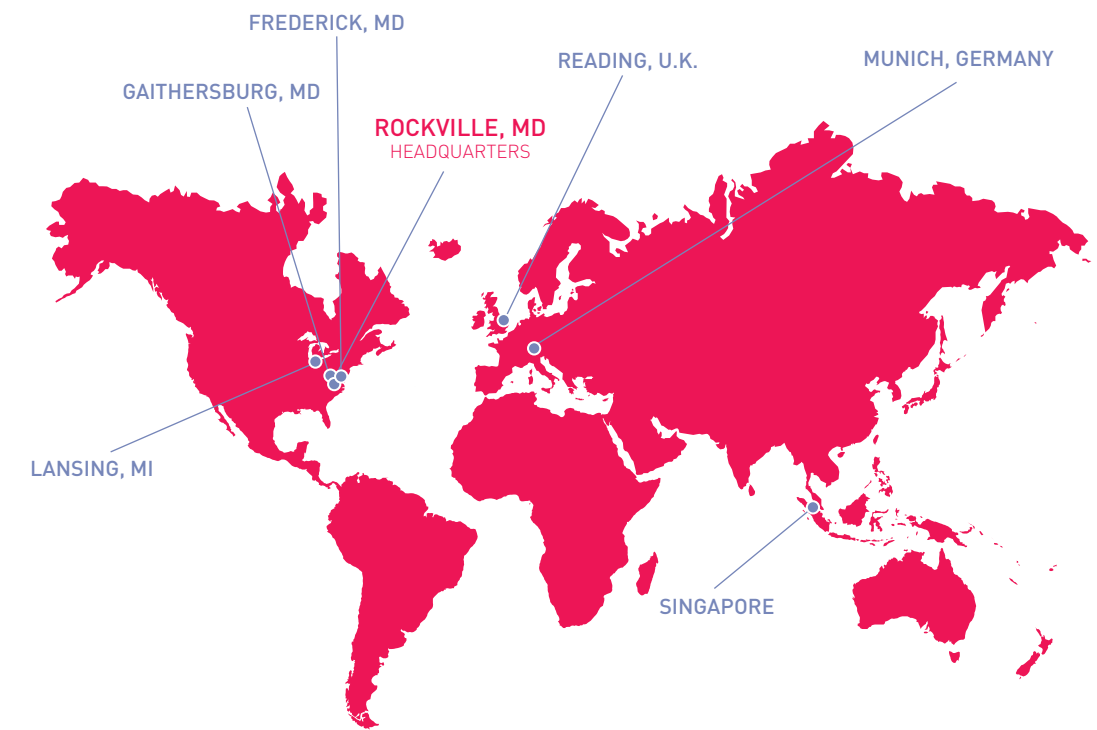 FREDERICK, MD
READING, U.K.
MUNICH, GERMANY
GAITHERSBURG, MD
ROCKVILLE, MD
HEADQUARTERS
LANSING, MI
SINGAPORE